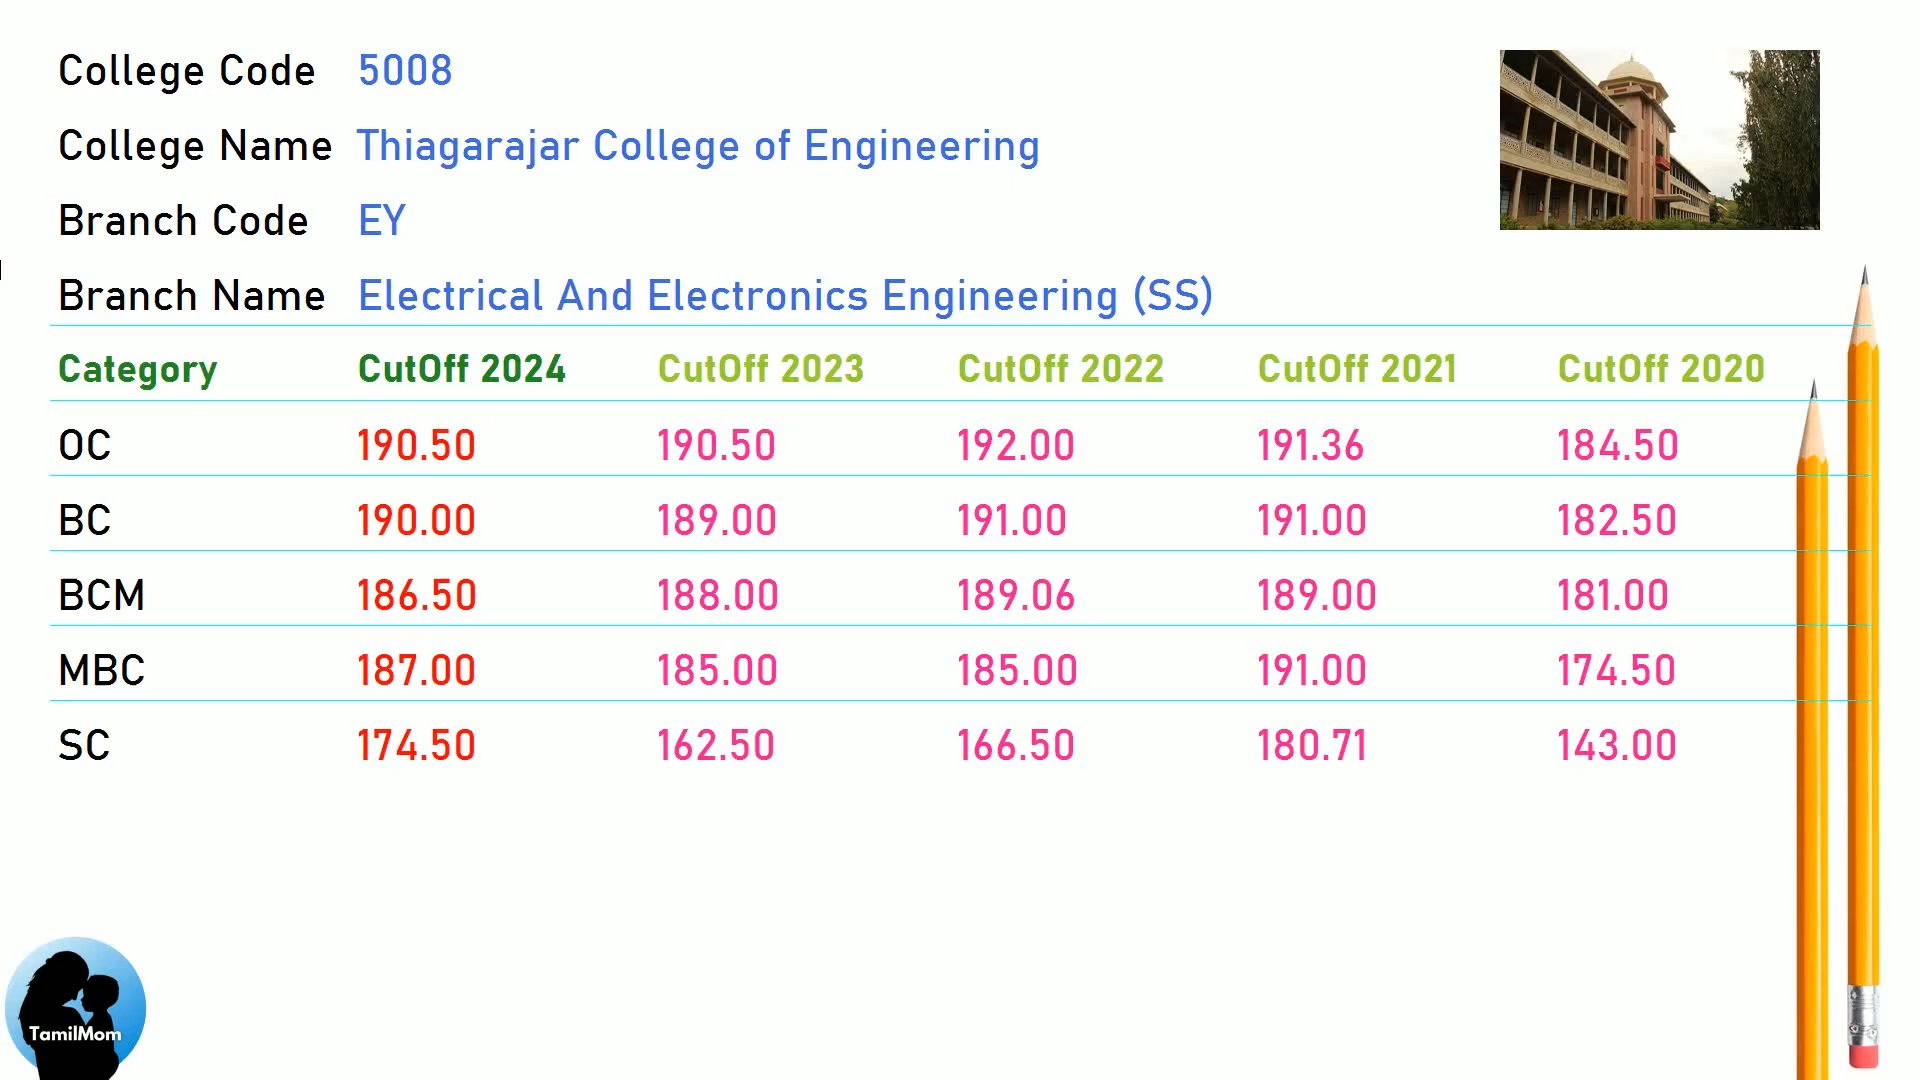 College Code 5008
College Name Thiagarajar College of Engineering
Branch Code EY
Branch Name Electrical And Electronics Engineering (SS)
Category CutOff 2024 CutOff 2023 CutOff 2022 CutOff 2021 CutOff 2020
OC 190.50 190.50 192.00 191.36 184.50
BC 190.00 189.00 191.00 191.00 182.50
BCM 186.50 188.00 189.06 189.00 181.00
MBC 187.00 185.00 185.00 191.00 174.50
SC 174.50 162.50 166.50 180.71 143.00
TamilMom